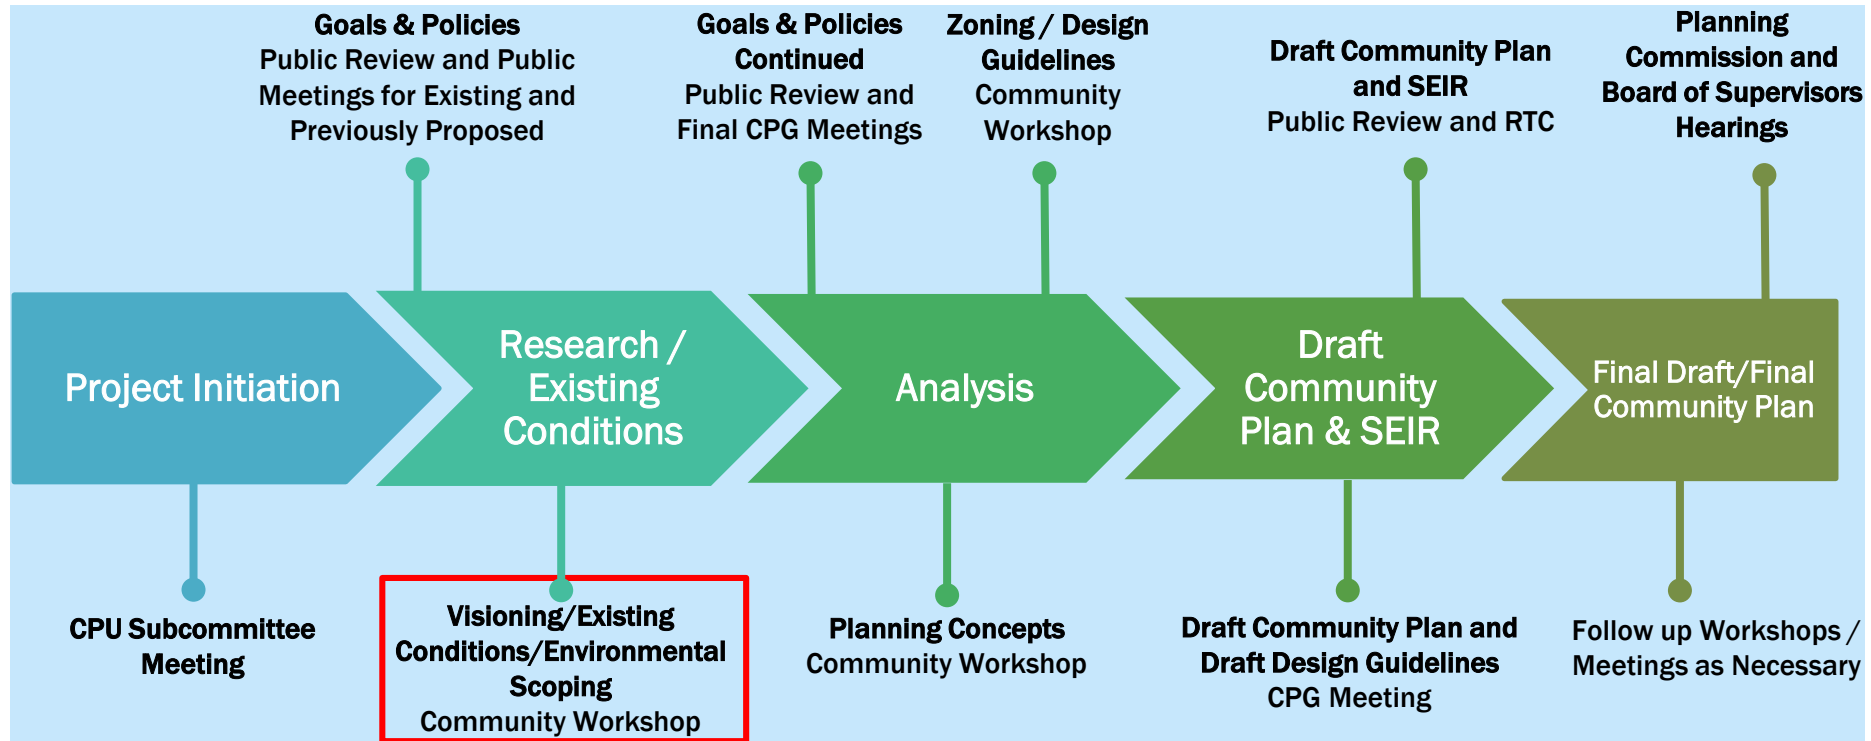 Goals & Policies
Public Review and Public
Meetings for Existing and
Previously Proposed
Goals & Policies
Continued
Public Review and
Final CPG Meetings
Zoning / Design
Guidelines
Community
Workshop
Draft Community Plan
and SEIR
Public Review and RTC
Planning
Commission and
Board of Supervisors
Hearings
Project Initiation
Research /
Existing
Conditions
Analysis
Draft
Community
Plan & SEIR
Final Draft/Final
Community Plan
CPU Subcommittee
Meeting
Visioning/Existing
Conditions/Environmental
Scoping
Community Workshop
Planning Concepts
Community Workshop
Draft Community Plan and
Draft Design Guidelines
CPG Meeting
Follow up Workshops /
Meetings as Necessary